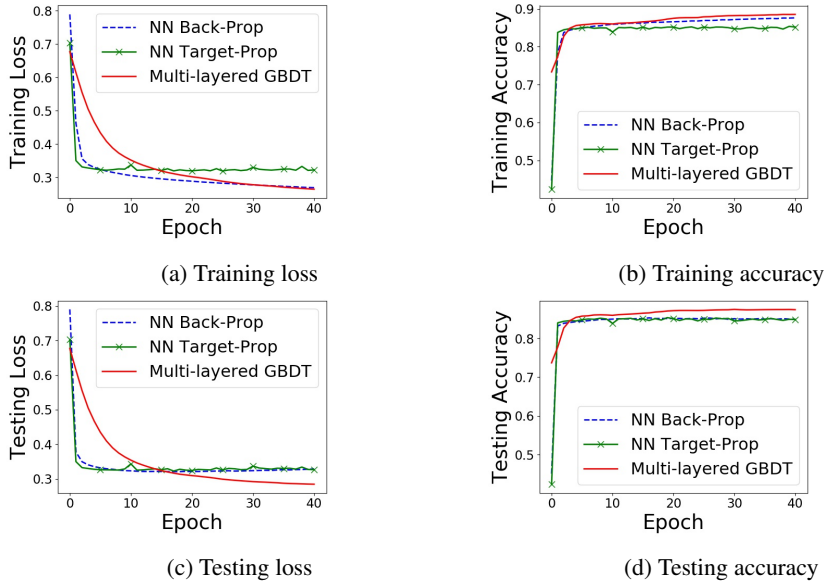 0.8
0.7
0.6
0.5
0.4
0.3
Training Loss
NN Back-Prop
NN Target-Prop
Multi-layered GBDT
0 10 20 30 40
Epoch
(a) Training loss
0.9
0.8
0.7
0.6
0.5
Training Accuracy
NN Back-Prop
NN Target-Prop
Multi-layered GBDT
0 10 20 30 40
Epoch
(b) Training accuracy
0.8
0.7
0.6
0.5
0.4
0.3
Testing Loss
NN Back-Prop
NN Target-Prop
Multi-layered GBDT
0 10 20 30 40
Epoch
(c) Testing loss
0.8
0.7
0.6
0.5
Testing Accuracy
NN Back-Prop
NN Target-Prop
Multi-layered GBDT
0 10 20 30 40
Epoch
(d) Testing accuracy